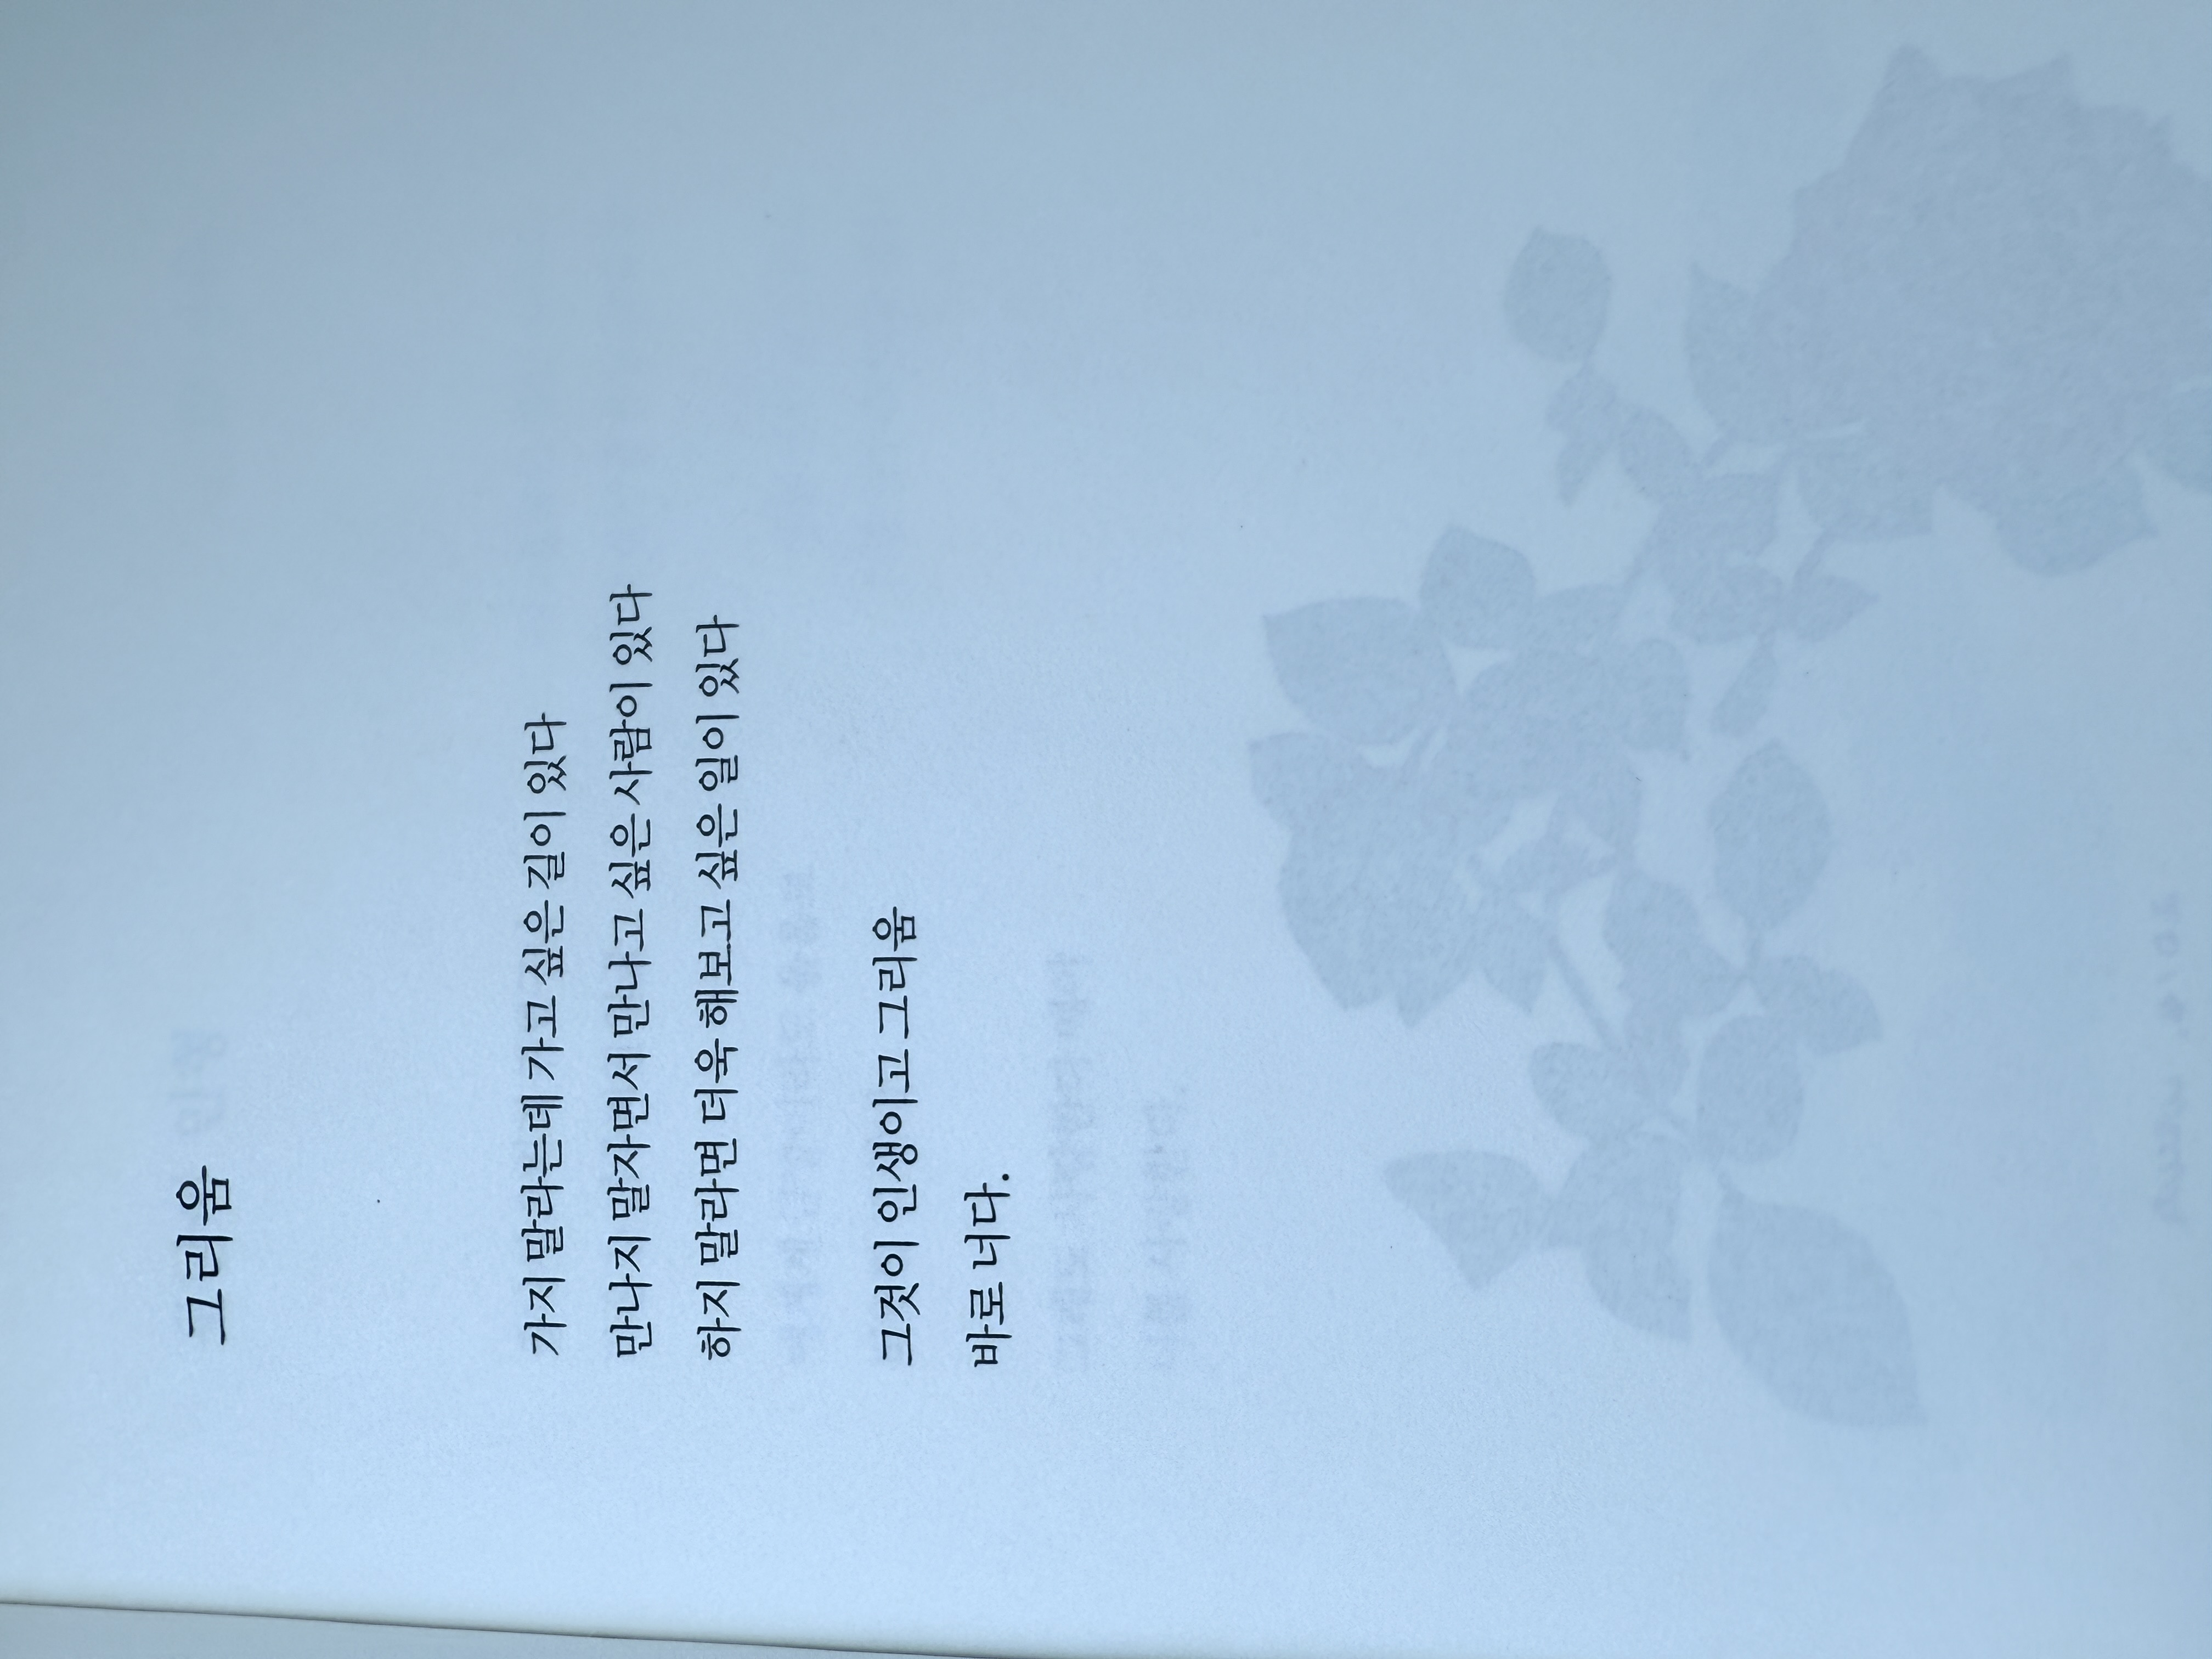 그리움
가지 말라는데 가고 싶은 길이 있다
만나지 말자면서 만나고 싶은 사람이 있다
하지 말라면 더욱 해보고 싶은 일이 있다
그것이 인생이고 그리움
바로 너다.